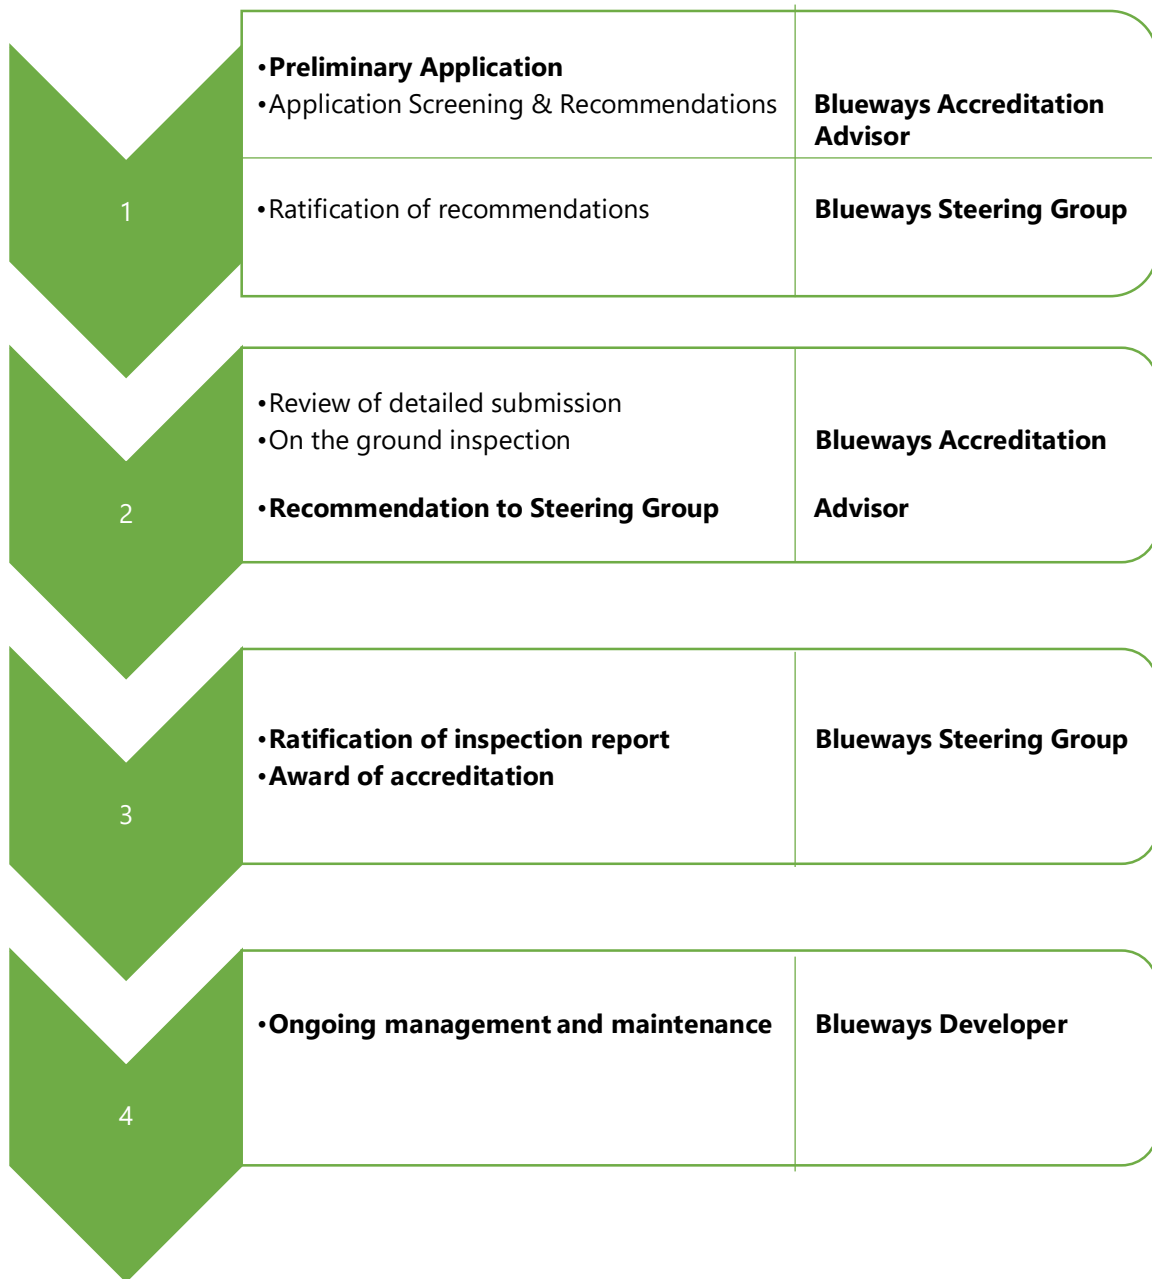 1
•Preliminary Application
•Application Screening & Recommendations
Blueways Accreditation
Advisor
•Ratification of recommendations
Blueways Steering Group
2
•Review of detailed submission
•On the ground inspection
•Recommendation to Steering Group
Blueways Accreditation
Advisor
3
•Ratification of inspection report
•Award of accreditation
Blueways Steering Group
4
•Ongoing management and maintenance
Blueways Developer